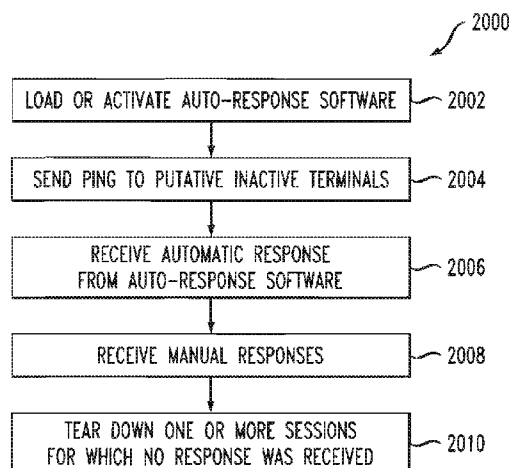 2000
LOAD OR ACTIVATE AUTO-RESPONSE SOFTWARE
2002
SEND PING TO PUTATIVE INACTIVE TERMINALS
2004
RECEIVE AUTOMATIC RESPONSE
FROM AUTO-RESPONSE SOFTWARE
2006
RECEIVE MANUAL RESPONSES
2008
TEAR DOWN ONE OR MORE SESSIONS
FOR WHICH NO RESPONSE WAS RECEIVED
2010